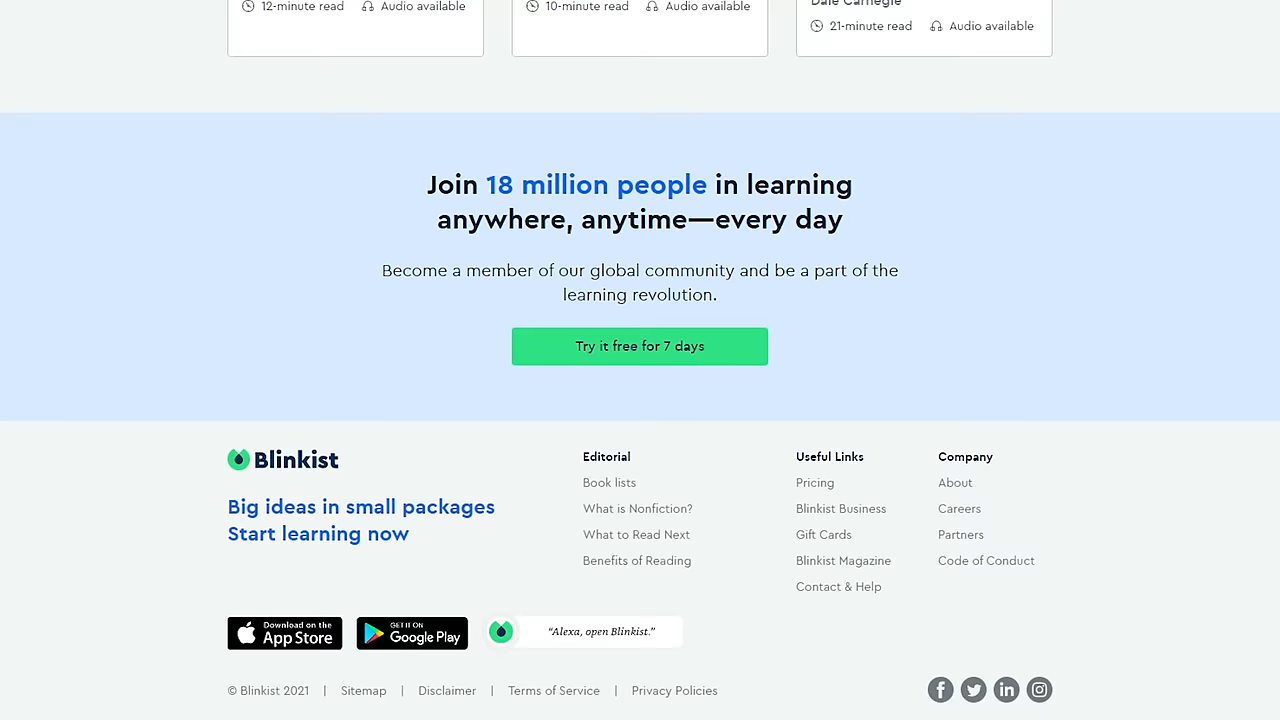 Dale Carnegie
12-minute read Audio available
10-minute read Audio available
21-minute read Audio available
Join 18 million people in learning
anywhere, anytime—every day
Become a member of our global community and be a part of the
learning revolution.
Try it free for 7 days
Blinkist
Big ideas in small packages
Start learning now
Editorial
Book lists
What is Nonfiction?
What to Read Next
Benefits of Reading
Useful Links
Pricing
Blinkist Business
Gift Cards
Blinkist Magazine
Contact & Help
Company
About
Careers
Partners
Code of Conduct
Download on the
App Store
GET IT ON
Google Play
“Alexa, open Blinkist.”
© Blinkist 2021 | Sitemap | Disclaimer | Terms of Service | Privacy Policies